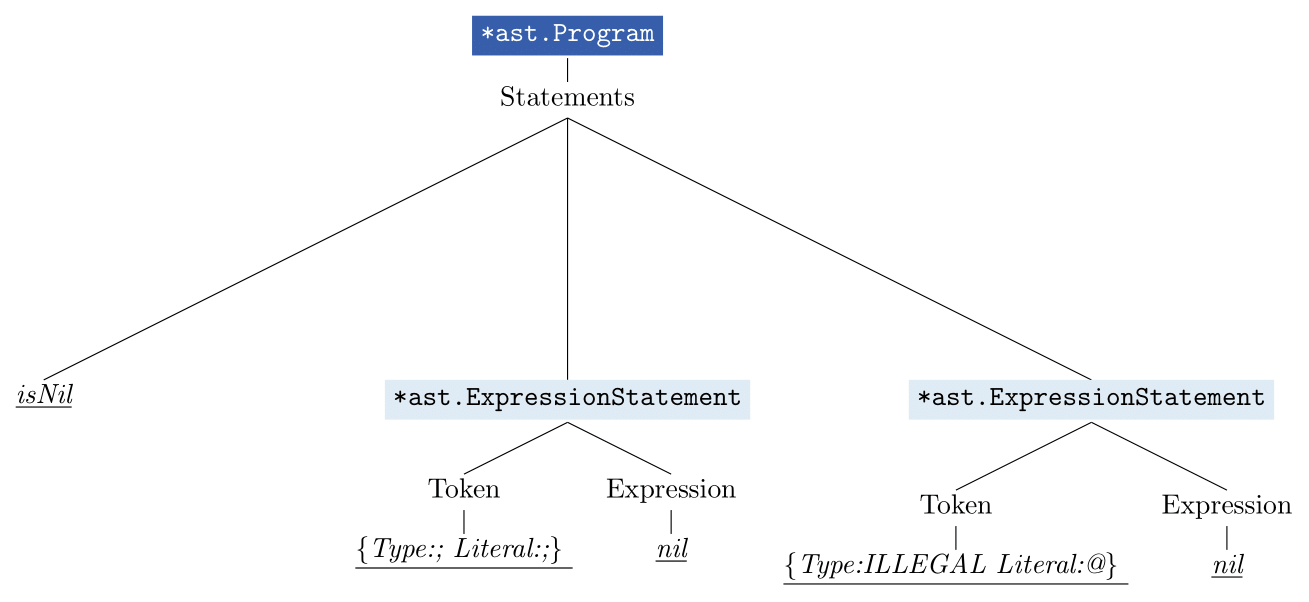 *ast.Program
Statements
isNil
*ast.ExpressionStatement
*ast.ExpressionStatement
Token
Expression
{Type:; Literal:;}
nil
Token
Expression
{Type:ILLEGAL Literal:@}
nil